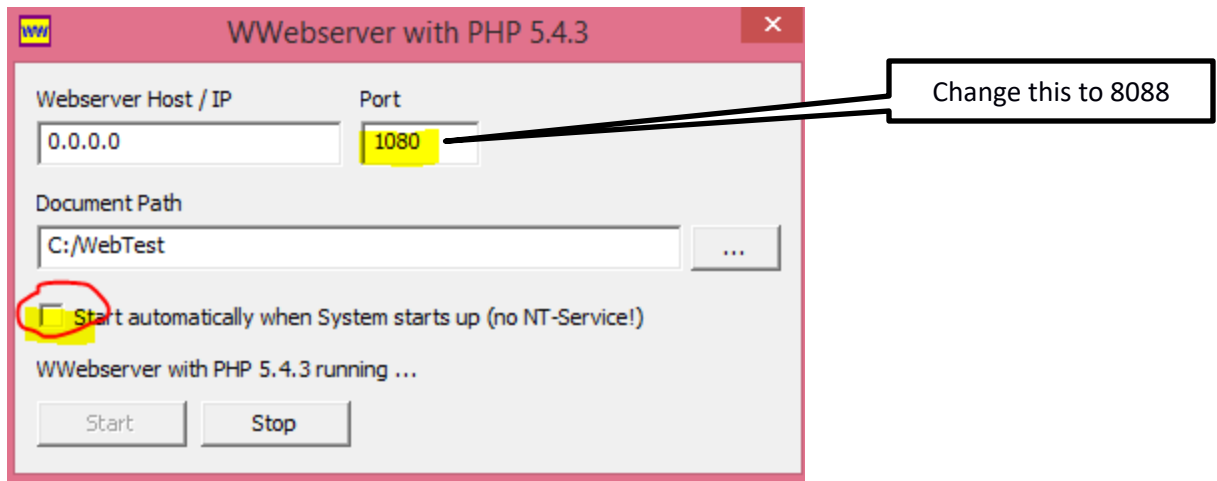 WW
WWebserver with PHP 5.4.3
Webserver Host / IP
Port
0.0.0.0
1080
Change this to 8088
Document Path
C:/WebTest
...
Start automatically when System starts up (no NT-Service!)
WWebserver with PHP 5.4.3 running ...
Start
Stop